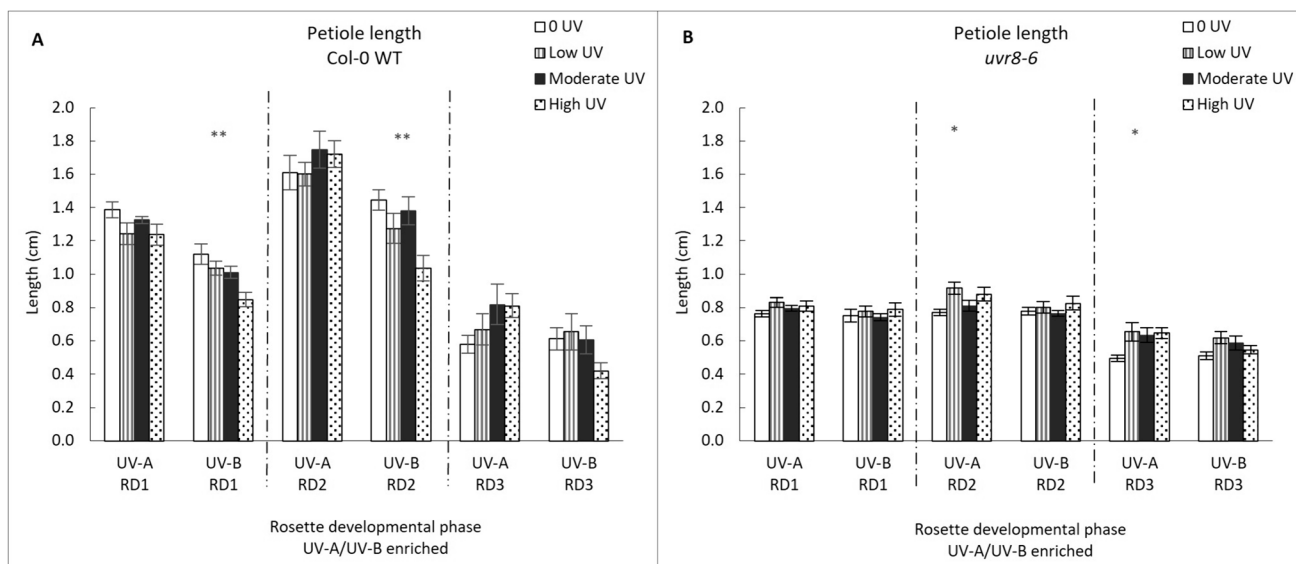 A
Petiole length
Col-0 WT
0 UV
Low UV
Moderate UV
High UV
Length (cm)
2.0
1.8
1.6
1.4
1.2
1.0
0.8
0.6
0.4
0.2
0.0
**
**
UV-A UV-B UV-A UV-B UV-A UV-B
RD1 RD1 RD2 RD2 RD3 RD3
Rosette developmental phase
UV-A/UV-B enriched
B
Petiole length
uvr8-6
0 UV
Low UV
Moderate UV
High UV
Length (cm)
2.0
1.8
1.6
1.4
1.2
1.0
0.8
0.6
0.4
0.2
0.0
*
*
UV-A UV-B UV-A UV-B UV-A UV-B
RD1 RD1 RD2 RD2 RD3 RD3
Rosette developmental phase
UV-A/UV-B enriched